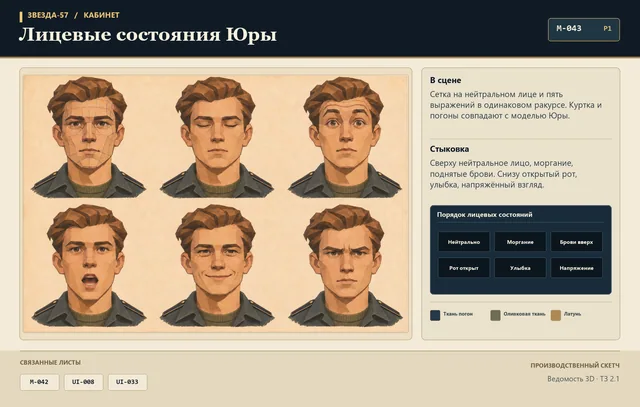 ЗВЕЗДА-57 / КАБИНЕТ
Лицевые состояния Юры
M-043 P1
В сцене
Сетка на нейтральном лице и пять
выражений в одинаковом ракурсе. Куртка и
погоны совпадают с моделью Юры.
Стыковка
Сверху нейтральное лицо, моргание,
поднятые брови. Снизу открытый рот,
улыбка, напряжённый взгляд.
Порядок лицевых состояний
Нейтрально Моргание Брови вверх
Рот открыт Улыбка Напряжение
Ткань погон Оливковая ткань Латунь
СВЯЗАННЫЕ ЛИСТЫ
M-042 UI-008 UI-033
ПРОИЗВОДСТВЕННЫЙ СКЕТЧ
Ведомость 3D · ТЗ 2.1